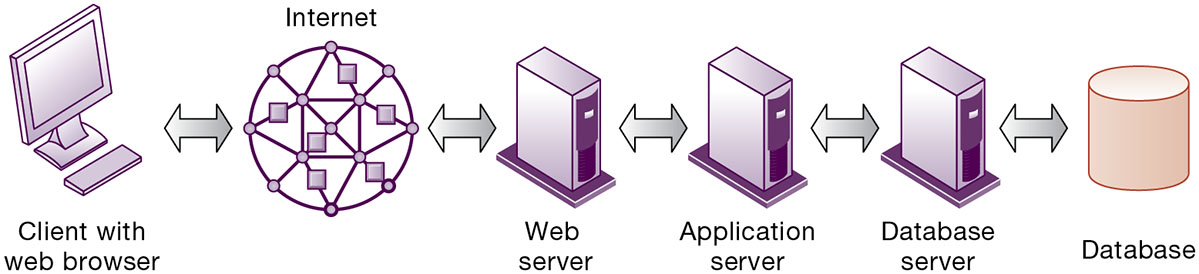 Internet
Client with
web browser
Web
server
Application
server
Database
server
Database